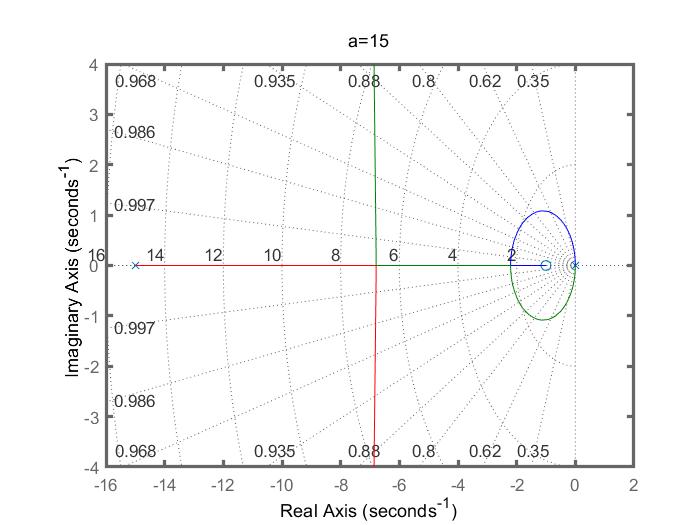 a=15
4
0.968 0.935 0.88 0.8 0.62 0.35
3
0.986
2
0.997
1
16 14 12 10 8 6 4 2
0
-1
0.997
-2
0.986
-3
0.968 0.935 0.88 0.8 0.62 0.35
-4
-16 -14 -12 -10 -8 -6 -4 -2 0 2
Real Axis (seconds⁻¹)
Imaginary Axis (seconds⁻¹)